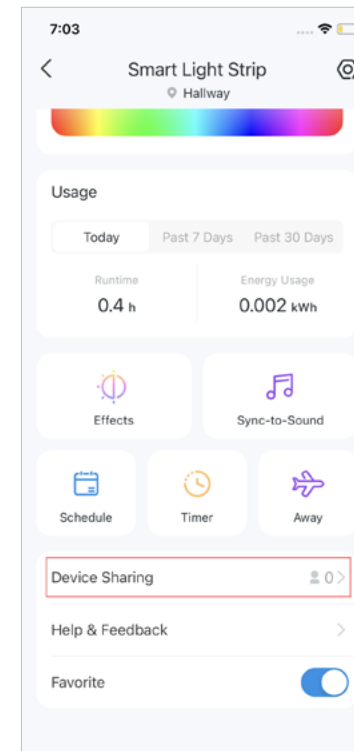 7:03
Smart Light Strip
Hallway
Usage
Today Past 7 Days Past 30 Days
Runtime Energy Usage
0.4 h 0.002 kWh
Effects Sync-to-Sound
Schedule Timer Away
Device Sharing 0
Help & Feedback
Favorite